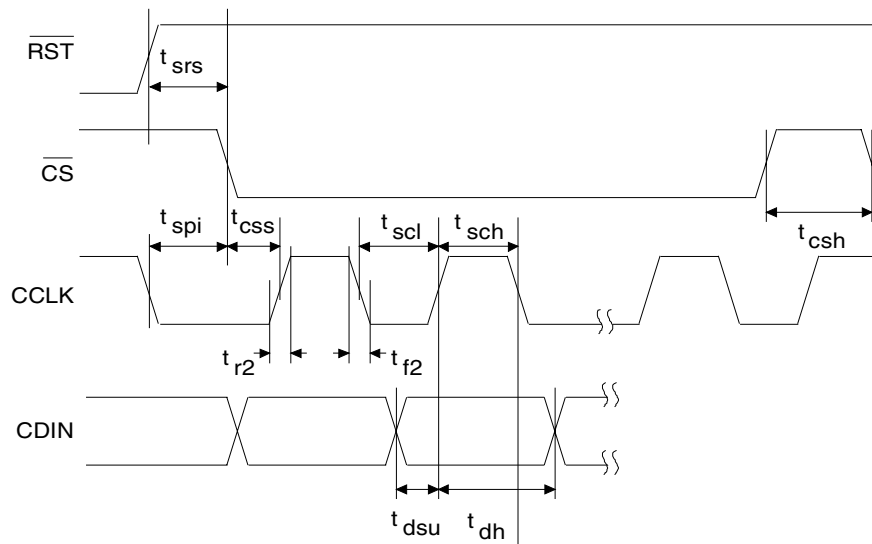 RST
t srs
CS
t spi
t css
t scl
t sch
t csh
CCLK
t r2
t f2
CDIN
t dsu
t dh